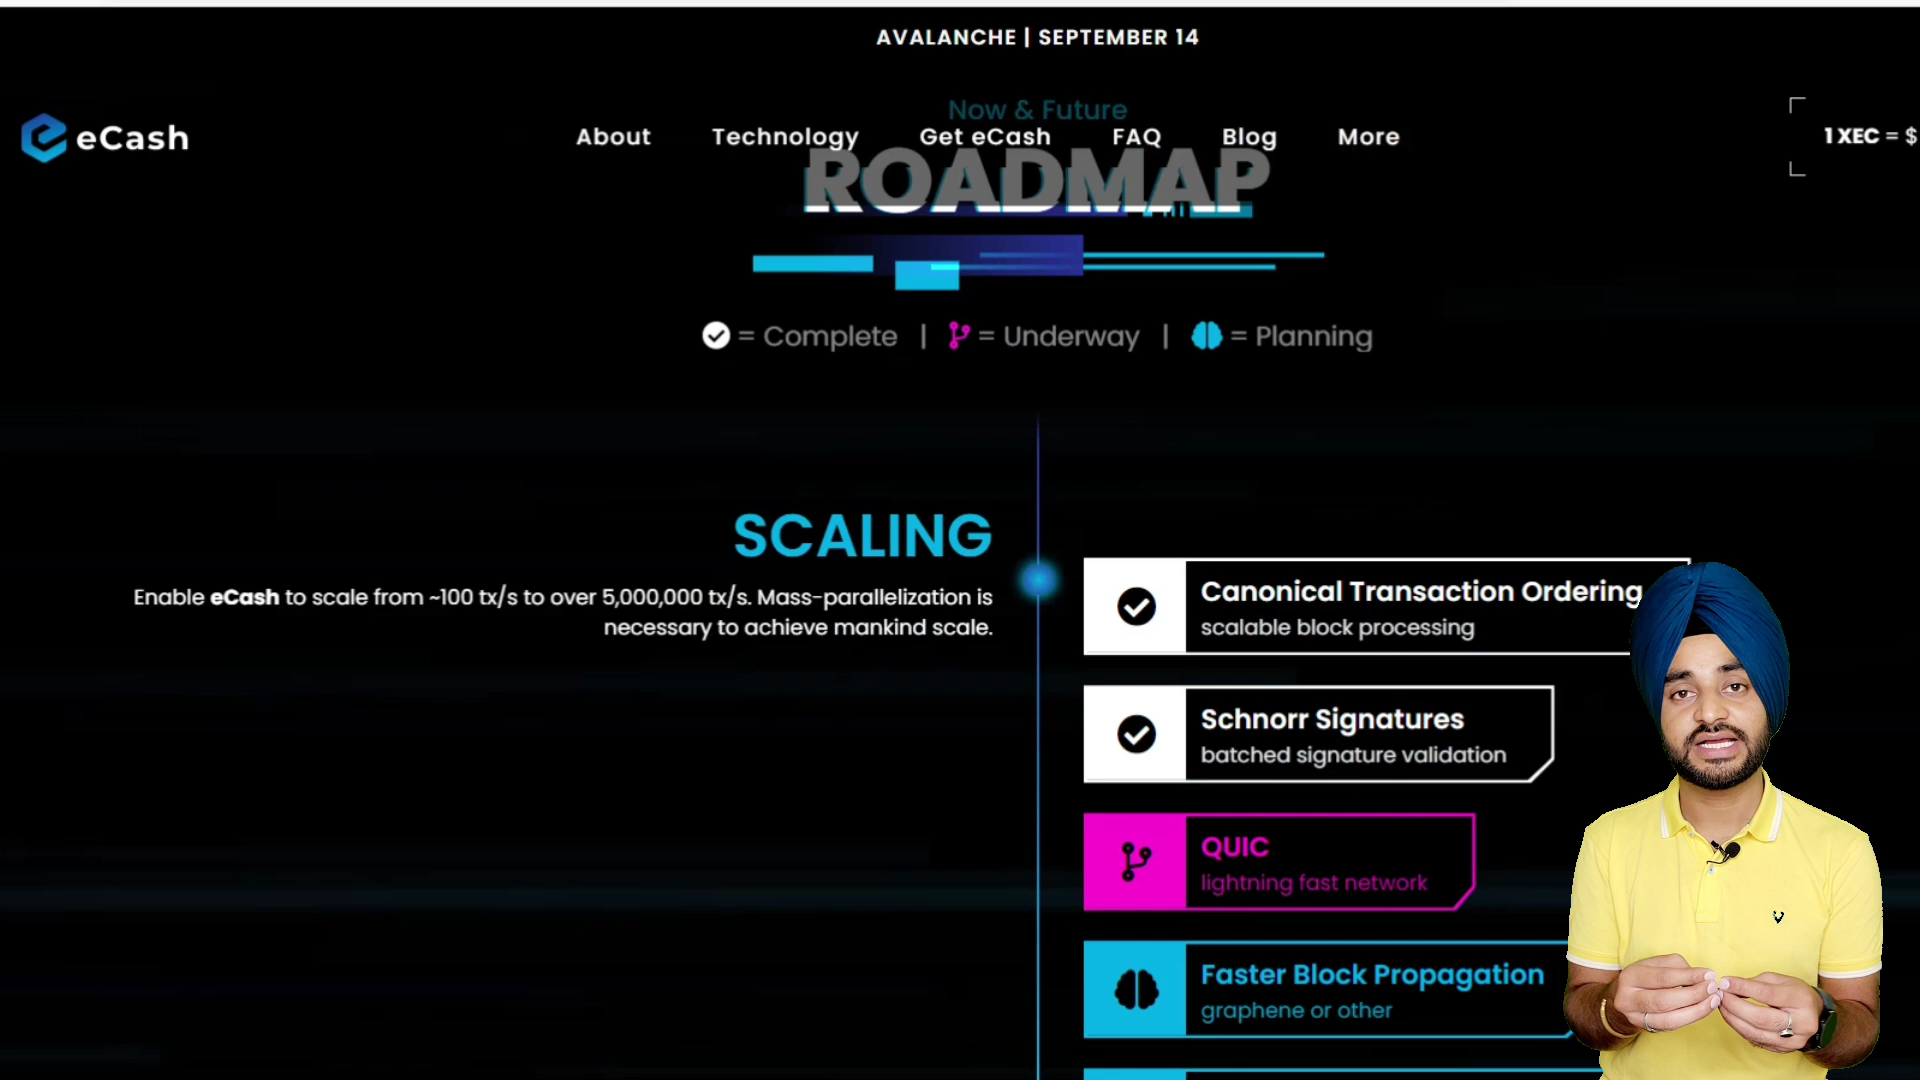 AVALANCHE | SEPTEMBER 14
Now & Future
eCash
About Technology Get eCash FAQ Blog More
1 XEC = $
ROADMAP
= Complete | = Underway | = Planning
SCALING
Enable eCash to scale from ~100 tx/s to over 5,000,000 tx/s. Mass-parallelization is
necessary to achieve mankind scale.
Canonical Transaction Ordering
scalable block processing
Schnorr Signatures
batched signature validation
QUIC
lightning fast network
Faster Block Propagation
graphene or other